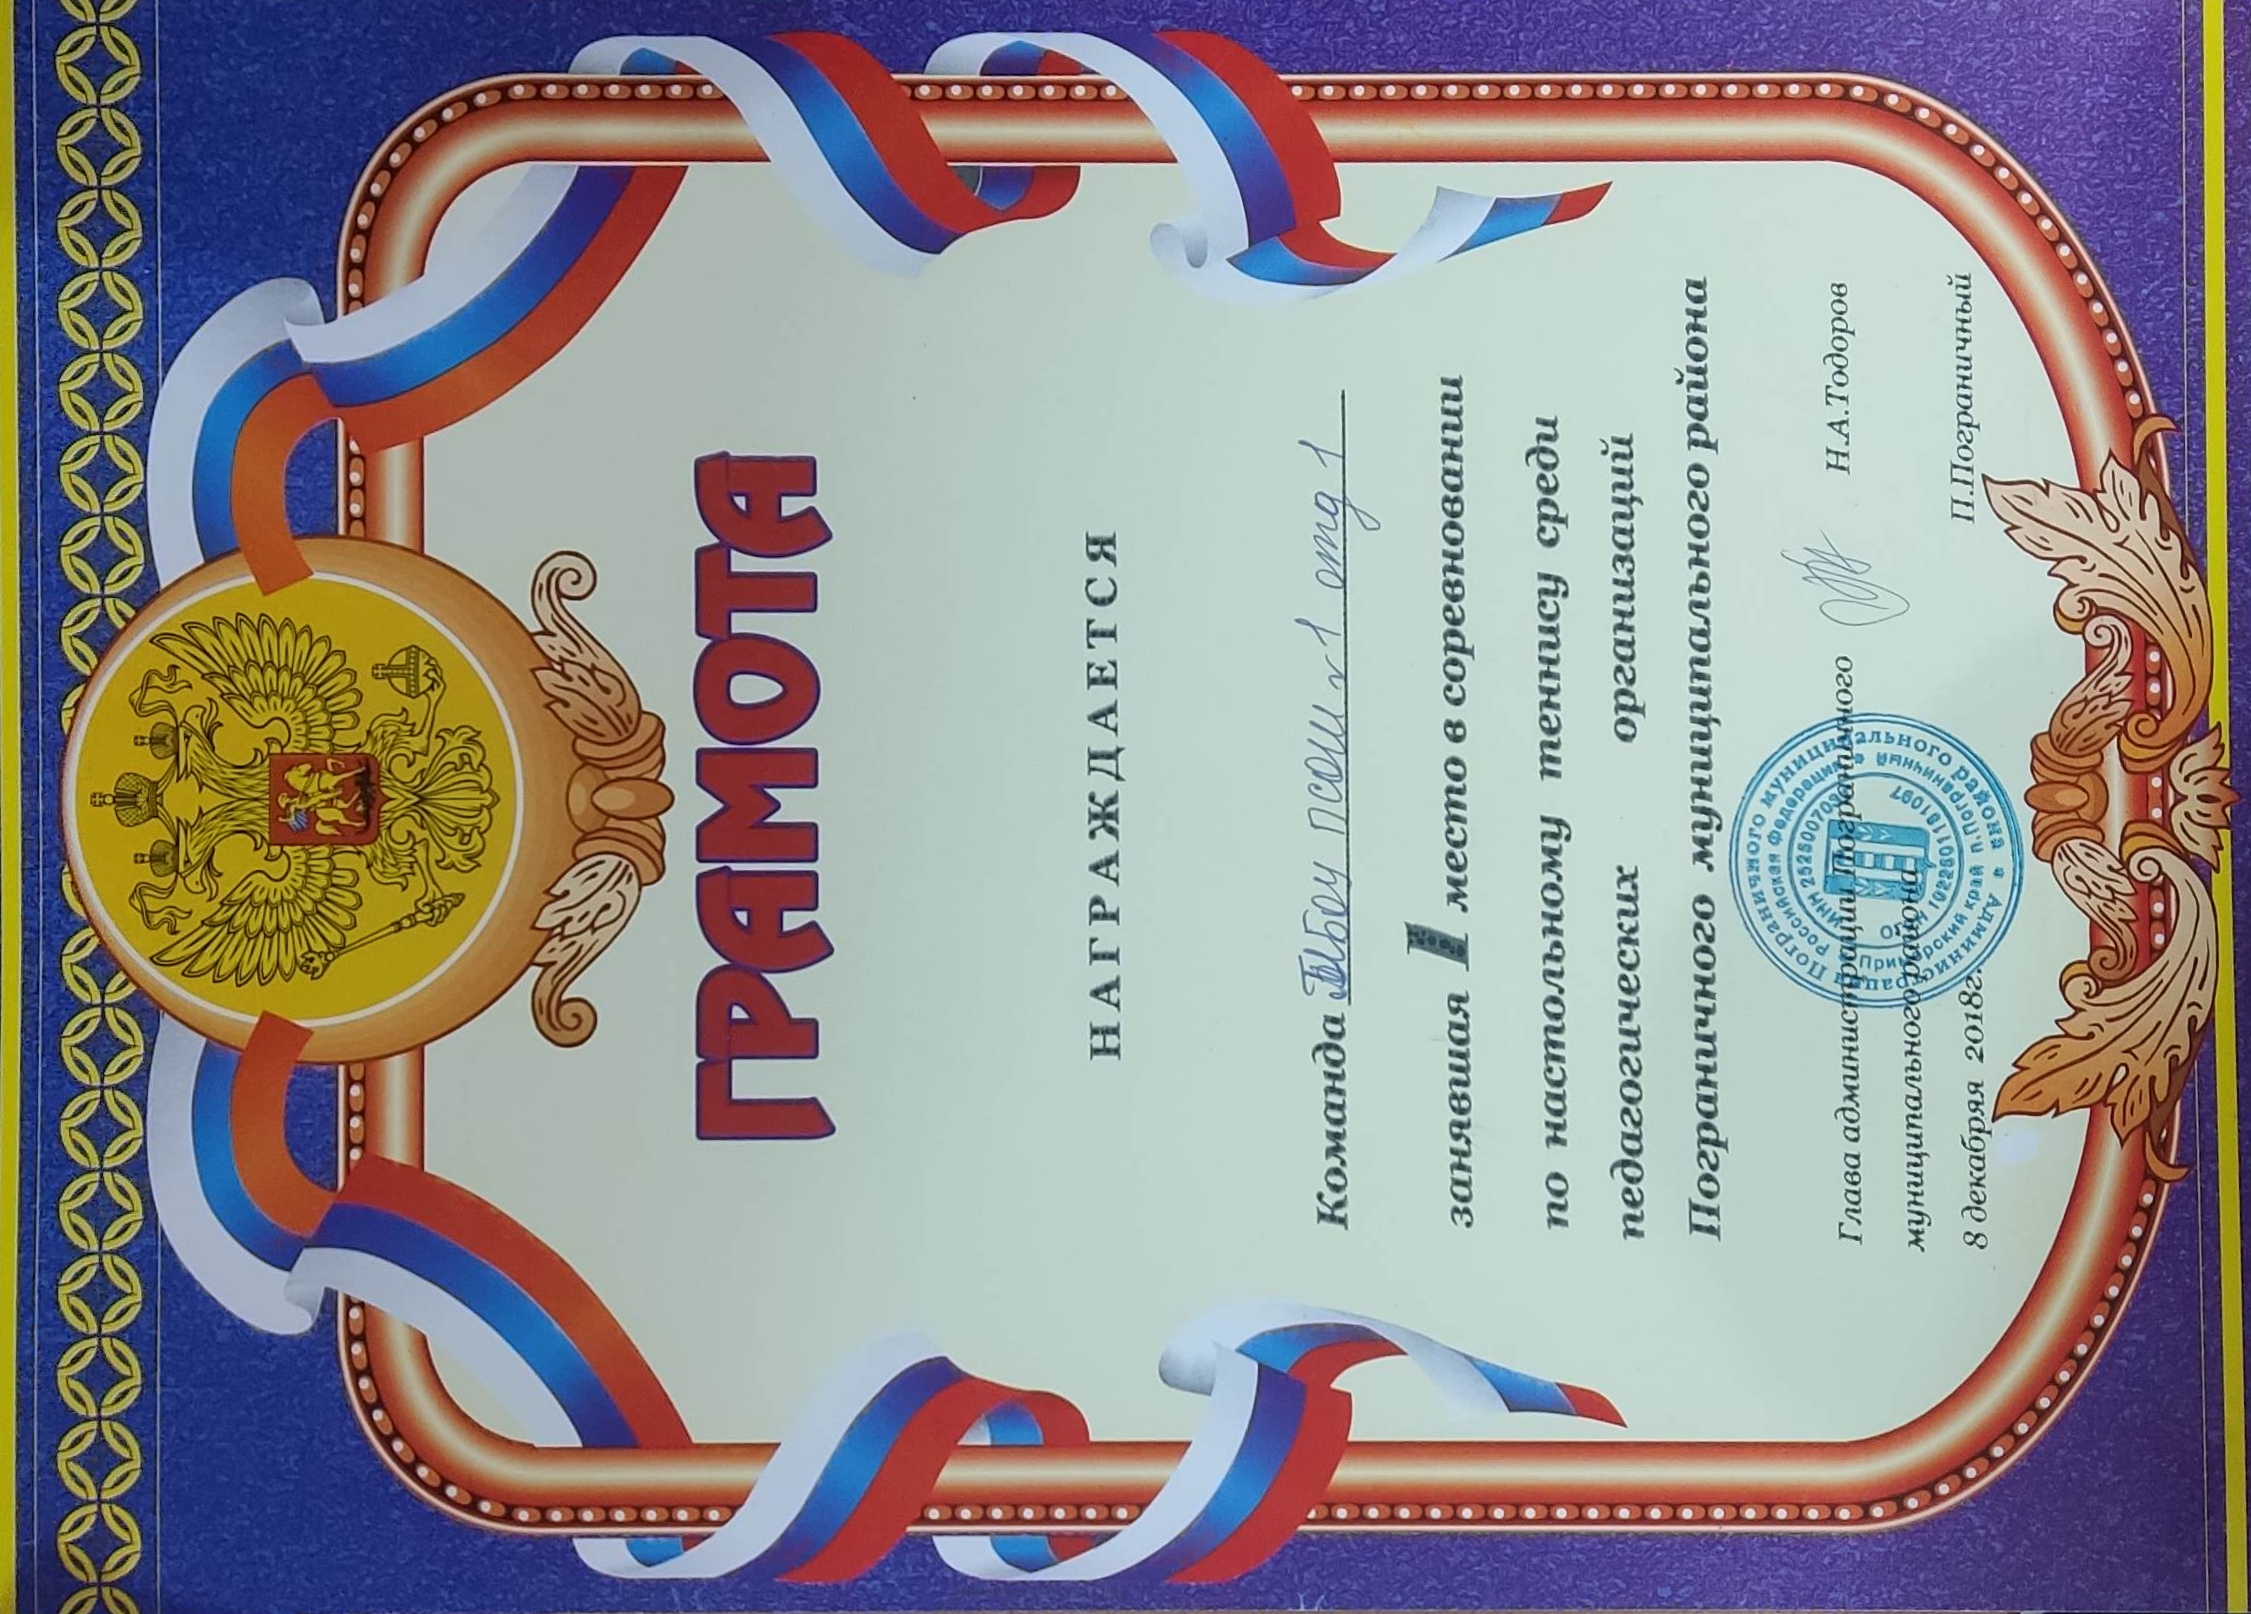 ГРАМОТА
НАГРАЖДАЕТСЯ
Команда МБОУ ПСОШ №1 отд 1
занявшая 1 место в соревновании
по настольному теннису среди
педагогических организаций
Пограничного муниципального района
Глава администрации Пограничного Н.А.Тодоров
муниципального района
8 декабряя 2018г. П.Пограничный
Администрация Пограничного муниципального района
Российская Федерация Приморский край п.Пограничный
ИНН 252500709
ОГРН 1022501181097